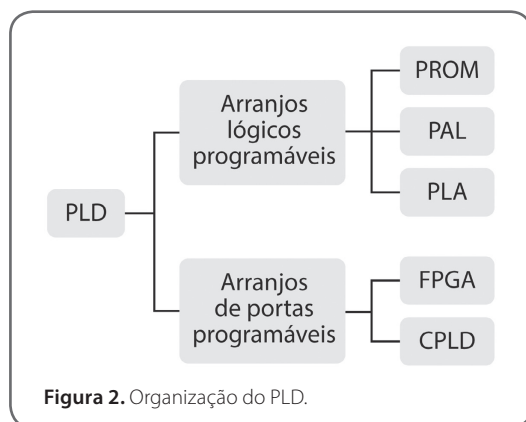 PLD
Arranjos
lógicos
programáveis
PROM
PAL
PLA
Arranjos
de portas
programáveis
FPGA
CPLD
Figura 2. Organização do PLD.